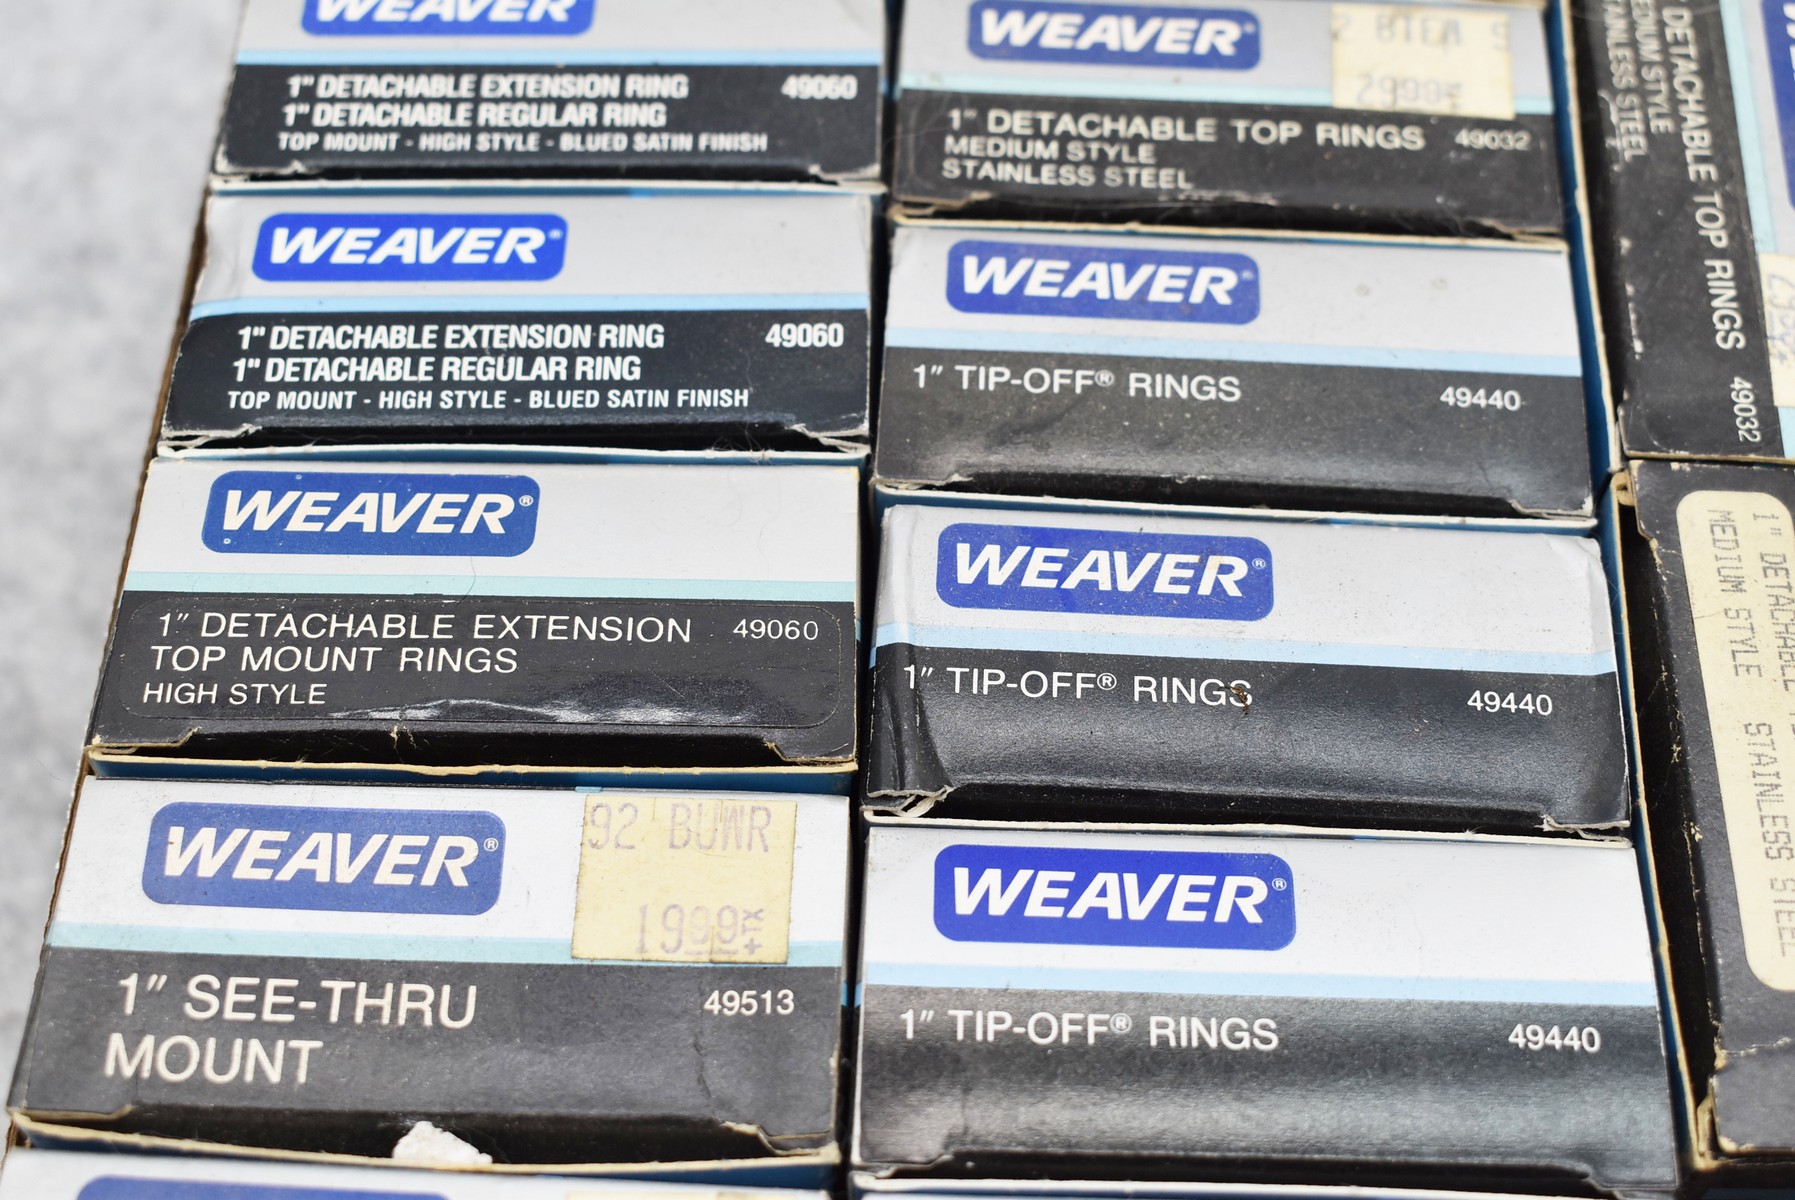 WEAVER
1" DETACHABLE EXTENSION RING 49060
1" DETACHABLE REGULAR RING
TOP MOUNT - HIGH STYLE - BLUED SATIN FINISH
WEAVER®
1" DETACHABLE EXTENSION RING 49060
1" DETACHABLE REGULAR RING
TOP MOUNT - HIGH STYLE - BLUED SATIN FINISH
WEAVER®
1" DETACHABLE EXTENSION 49060
TOP MOUNT RINGS
HIGH STYLE
WEAVER®
92 BUWR
1999 +TX
1" SEE-THRU 49513
MOUNT
WEAVER®
2999
1" DETACHABLE TOP RINGS 49032
MEDIUM STYLE
STAINLESS STEEL
WEAVER®
1" TIP-OFF® RINGS 49440
WEAVER®
1" TIP-OFF® RINGS 49440
WEAVER®
1" TIP-OFF® RINGS 49440
DETACHABLE TOP RINGS 49032
MEDIUM STYLE
STAINLESS STEEL
1" DETACHABLE
MEDIUM STYLE STAINLESS STEEL